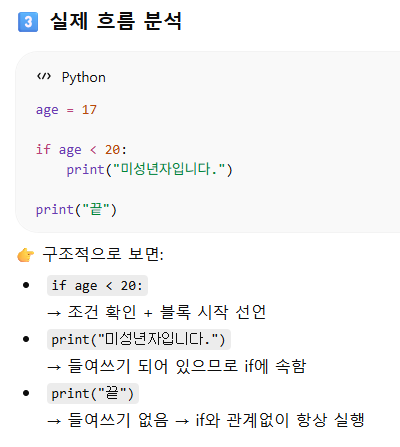 3 실제 흐름 분석
</> Python
age = 17
if age < 20:
    print("미성년자입니다.")
print("끝")
👉 구조적으로 보면:
• if age < 20:
→ 조건 확인 + 블록 시작 선언
• print("미성년자입니다.")
→ 들여쓰기 되어 있으므로 if에 속함
• print("끝")
→ 들여쓰기 없음 → if와 관계없이 항상 실행